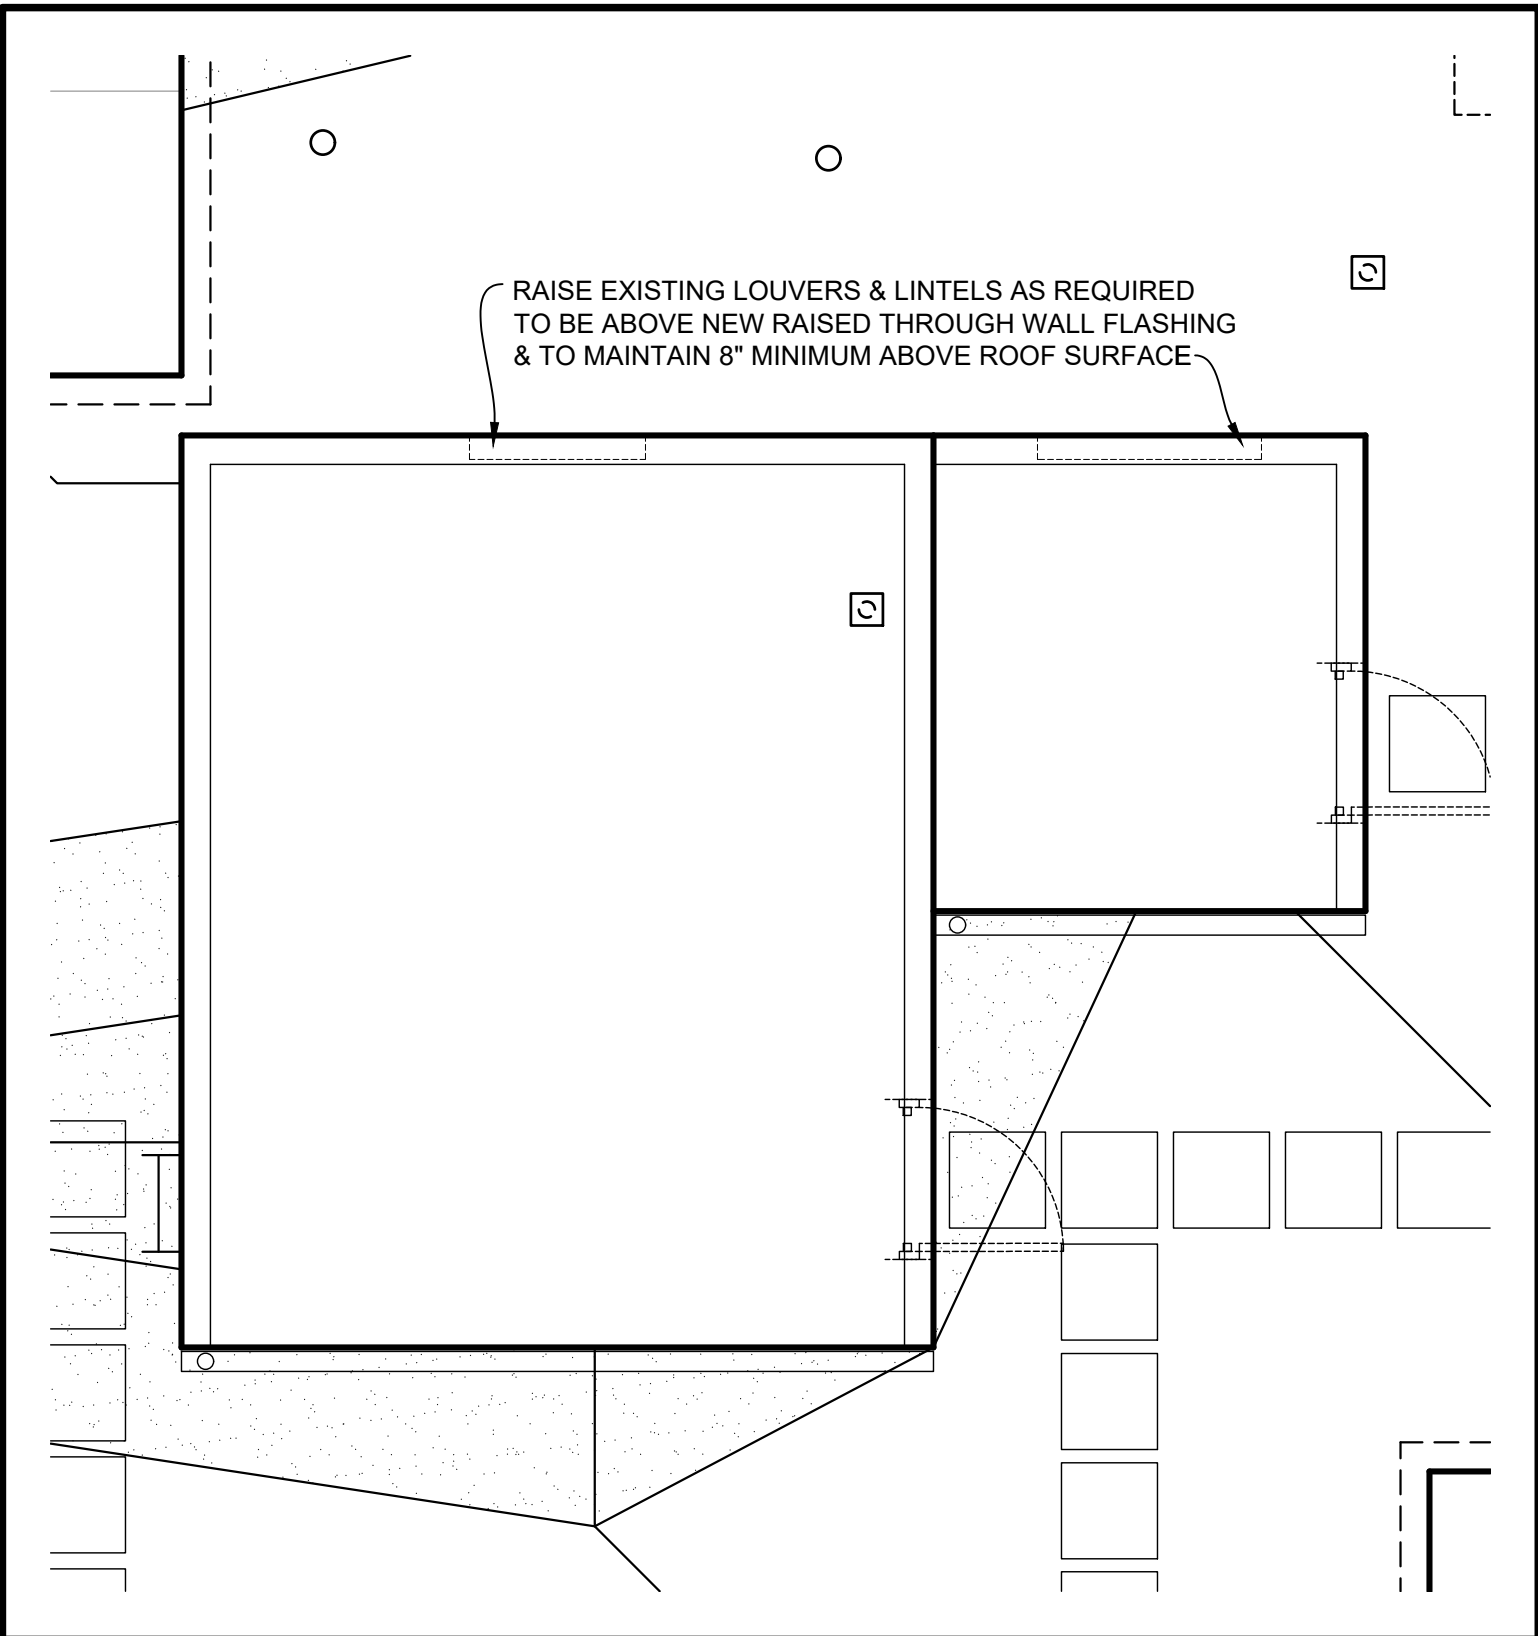 RAISE EXISTING LOUVERS & LINTELS AS REQUIRED
TO BE ABOVE NEW RAISED THROUGH WALL FLASHING
& TO MAINTAIN 8" MINIMUM ABOVE ROOF SURFACE